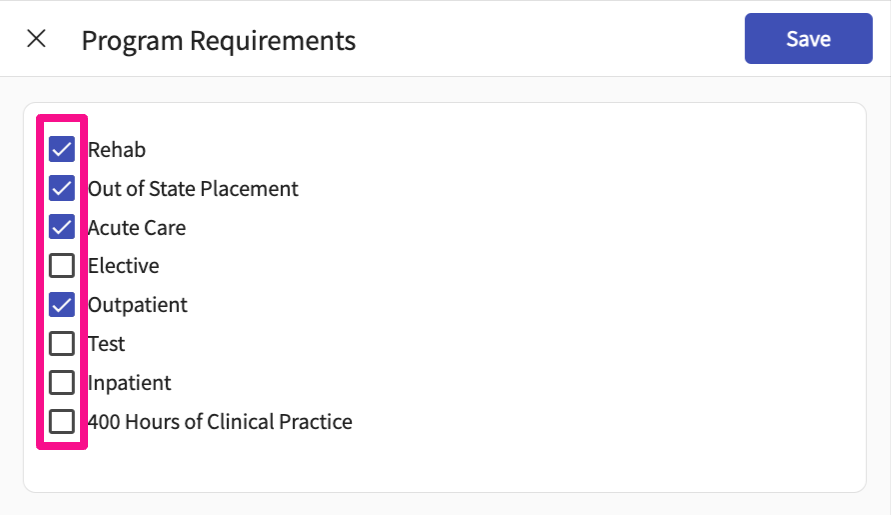 Program Requirements
Save
Rehab
Out of State Placement
Acute Care
Elective
Outpatient
Test
Inpatient
400 Hours of Clinical Practice